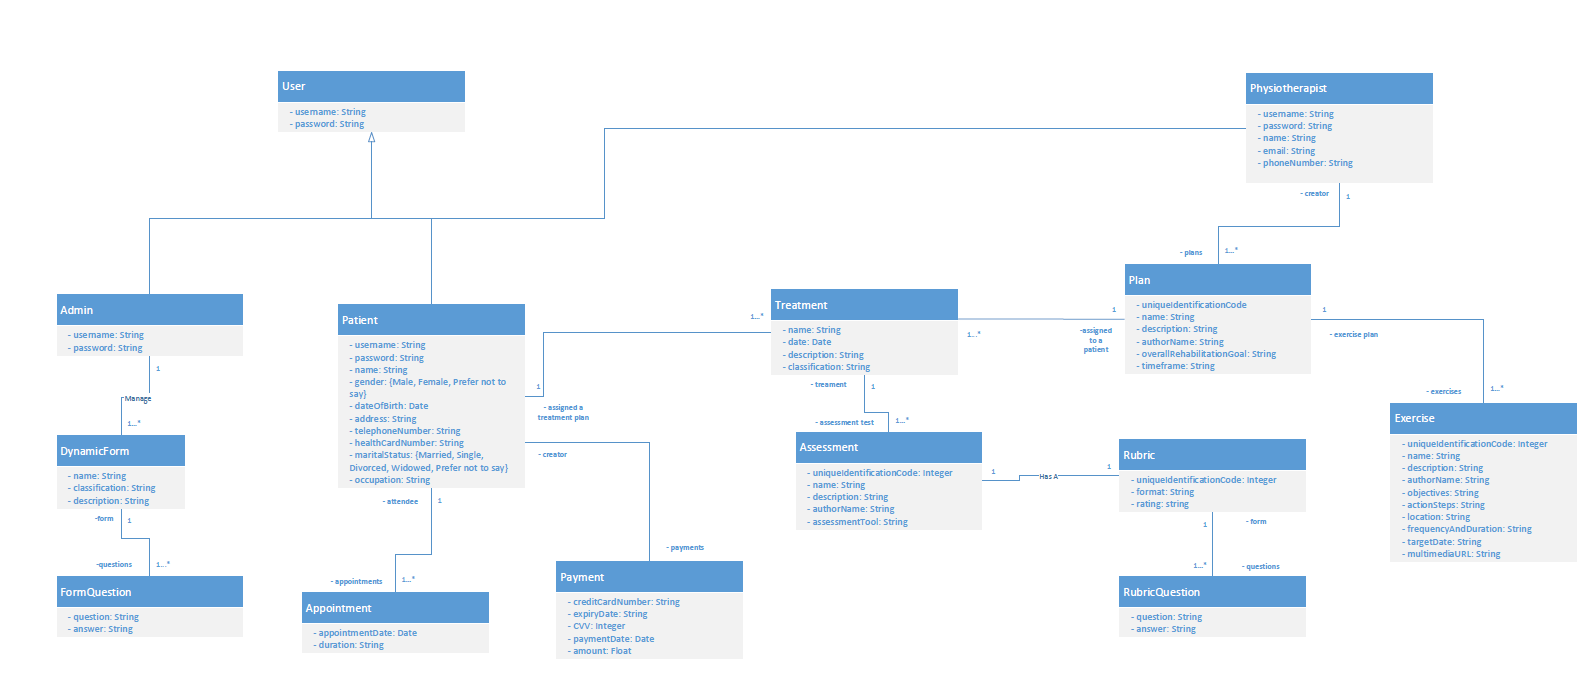 User
- username: String
- password: String
Physiotherapist
- username: String
- password: String
- name: String
- email: String
- phoneNumber: String
- creator
1
- plans
1...*
Admin
- username: String
- password: String
1
Manage
1...*
DynamicForm
- name: String
- classification: String
- description: String
-form
1
-questions
1...*
FormQuestion
- question: String
- answer: String
Patient
- username: String
- password: String
- name: String
- gender: {Male, Female, Prefer not to
say}
- dateOfBirth: Date
- address: String
- telephoneNumber: String
- healthCardNumber: String
- maritalStatus: {Married, Single,
Divorced, Widowed, Prefer not to say}
- occupation: String
1
- assigned a
treatment plan
1...*
- creator
- payments
- attendee
1
- appointments
1...*
Appointment
- appointmentDate: Date
- duration: String
Payment
- creditCardNumber: String
- expiryDate: String
- CVV: Integer
- paymentDate: Date
- amount: Float
Treatment
- name: String
- date: Date
- description: String
- classification: String
1...*
1
-assigned
to a
patient
- treament
1
- assessment test
1...*
Assessment
- uniqueIdentificationCode: Integer
- name: String
- description: String
- authorName: String
- assessmentTool: String
1
Has A
1
Plan
- uniqueIdentificationCode
- name: String
- description: String
- authorName: String
- overallRehabilitationGoal: String
- timeframe: String
1
- exercise plan
- exercises
1...*
Rubric
- uniqueIdentificationCode: Integer
- format: String
- rating: string
1
- form
1...*
- questions
RubricQuestion
- question: String
- answer: String
Exercise
- uniqueIdentificationCode: Integer
- name: String
- description: String
- authorName: String
- objectives: String
- actionSteps: String
- location: String
- frequencyAndDuration: String
- targetDate: String
- multimediaURL: String